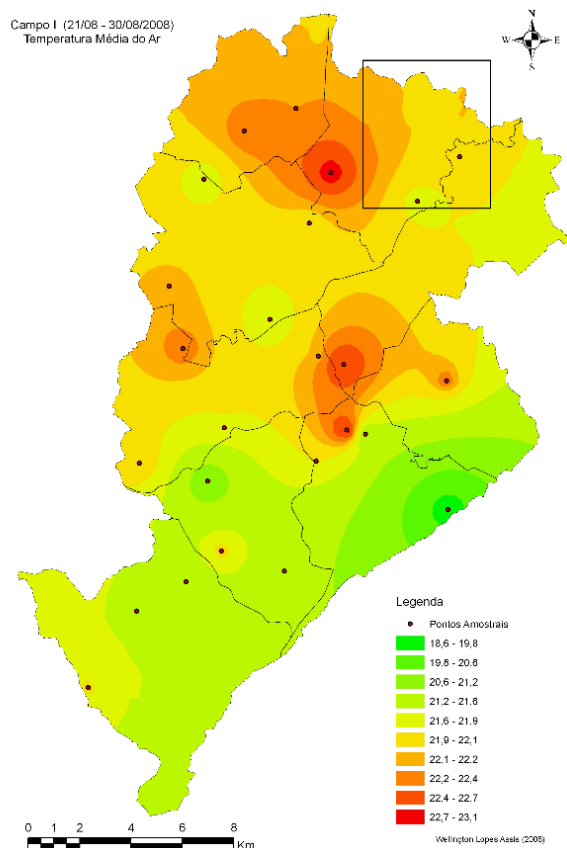 Campo I (21/08 - 30/08/2008)
Temperatura Média do Ar
N
W E
S
Legenda
Pontos Amostrais
18,6 - 19,8
19,8 - 20,6
20,6 - 21,2
21,2 - 21,6
21,6 - 21,9
21,9 - 22,1
22,1 - 22,2
22,2 - 22,4
22,4 - 22,7
22,7 - 23,1
0 2 4 6 8
Km
Wellington Lopes Assis (2008)